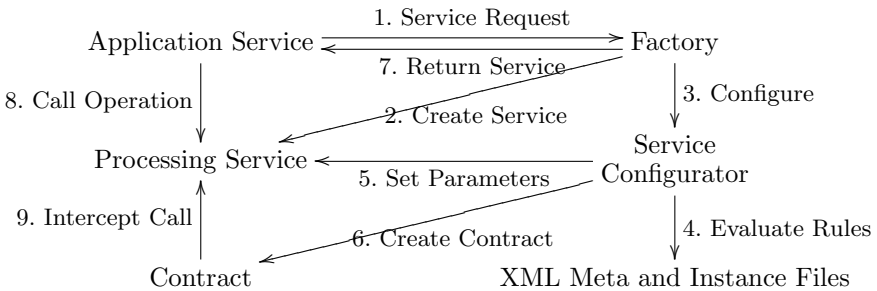 1. Service Request
Application Service
Factory
7. Return Service
8. Call Operation
2. Create Service
3. Configure
Processing Service
Service
Configurator
5. Set Parameters
9. Intercept Call
6. Create Contract
4. Evaluate Rules
Contract
XML Meta and Instance Files